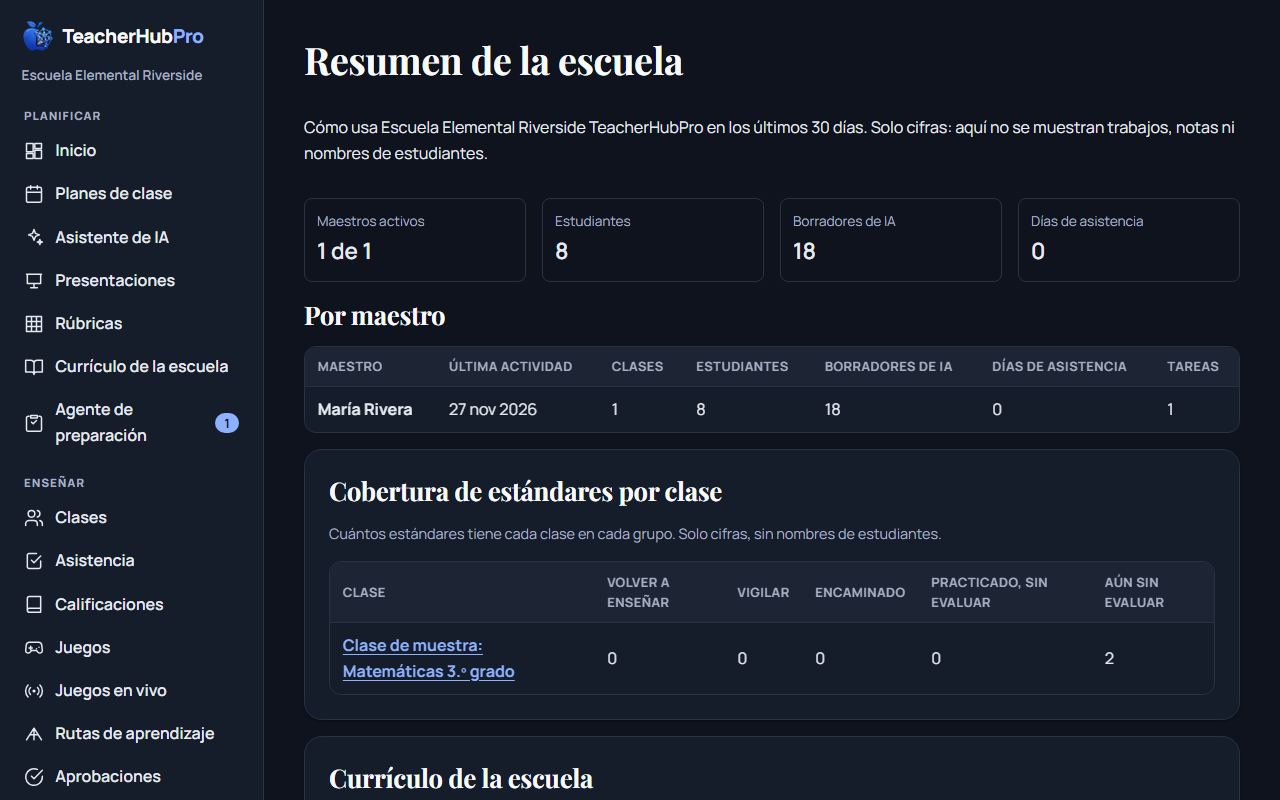 TeacherHubPro
Escuela Elemental Riverside
PLANIFICAR
Inicio
Planes de clase
Asistente de IA
Presentaciones
Rúbricas
Currículo de la escuela
Agente de
preparación
1
ENSEÑAR
Clases
Asistencia
Calificaciones
Juegos
Juegos en vivo
Rutas de aprendizaje
Aprobaciones
Resumen de la escuela
Cómo usa Escuela Elemental Riverside TeacherHubPro en los últimos 30 días. Solo cifras: aquí no se muestran trabajos, notas ni
nombres de estudiantes.
Maestros activos
1 de 1
Estudiantes
8
Borradores de IA
18
Días de asistencia
0
Por maestro
MAESTRO ÚLTIMA ACTIVIDAD CLASES ESTUDIANTES BORRADORES DE IA DÍAS DE ASISTENCIA TAREAS
María Rivera 27 nov 2026 1 8 18 0 1
Cobertura de estándares por clase
Cuántos estándares tiene cada clase en cada grupo. Solo cifras, sin nombres de estudiantes.
CLASE
VOLVER A
ENSEÑAR
VIGILAR
ENCAMINADO
PRACTICADO, SIN
EVALUAR
AÚN SIN
EVALUAR
Clase de muestra:
Matemáticas 3.º grado
0 0 0 0 2
Currículo de la escuela